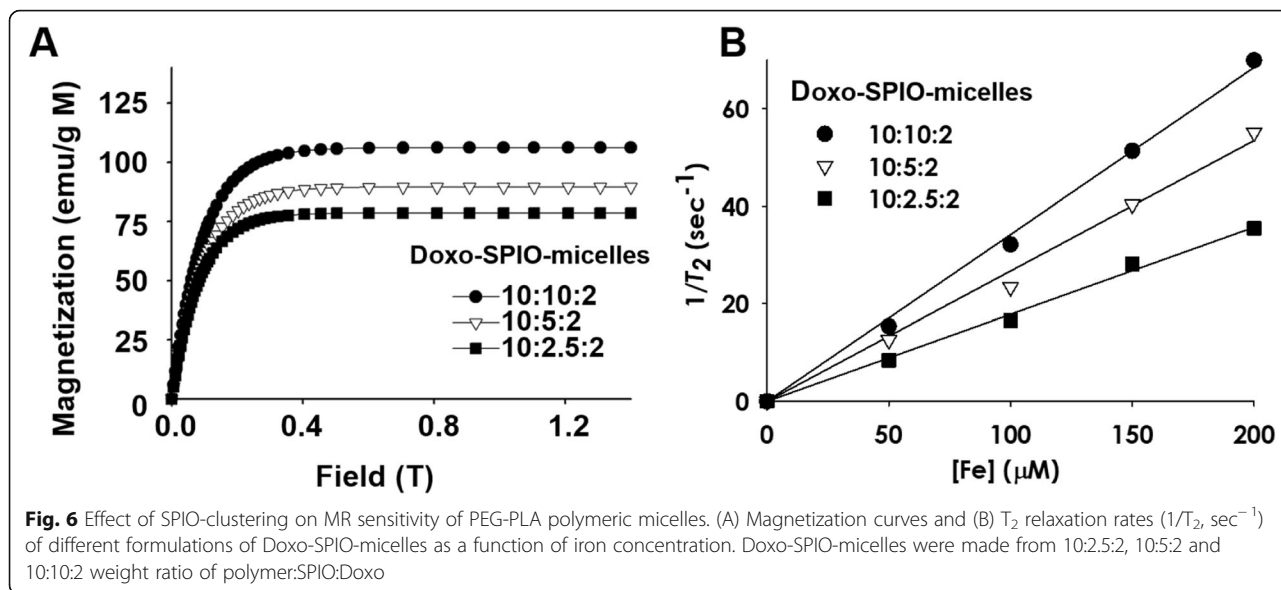 A
Magnetization (emu/g M)
125
100
75
50
25
0
Doxo-SPIO-micelles
10:10:2
10:5:2
10:2.5:2
0.0 0.4 0.8 1.2
Field (T)
B
1/T₂ (sec⁻¹)
60
40
20
0
Doxo-SPIO-micelles
10:10:2
10:5:2
10:2.5:2
0 50 100 150 200
[Fe] (μM)
Fig. 6 Effect of SPIO-clustering on MR sensitivity of PEG-PLA polymeric micelles. (A) Magnetization curves and (B) T₂ relaxation rates (1/T₂, sec⁻¹)
of different formulations of Doxo-SPIO-micelles as a function of iron concentration. Doxo-SPIO-micelles were made from 10:2.5:2, 10:5:2 and
10:10:2 weight ratio of polymer:SPIO:Doxo